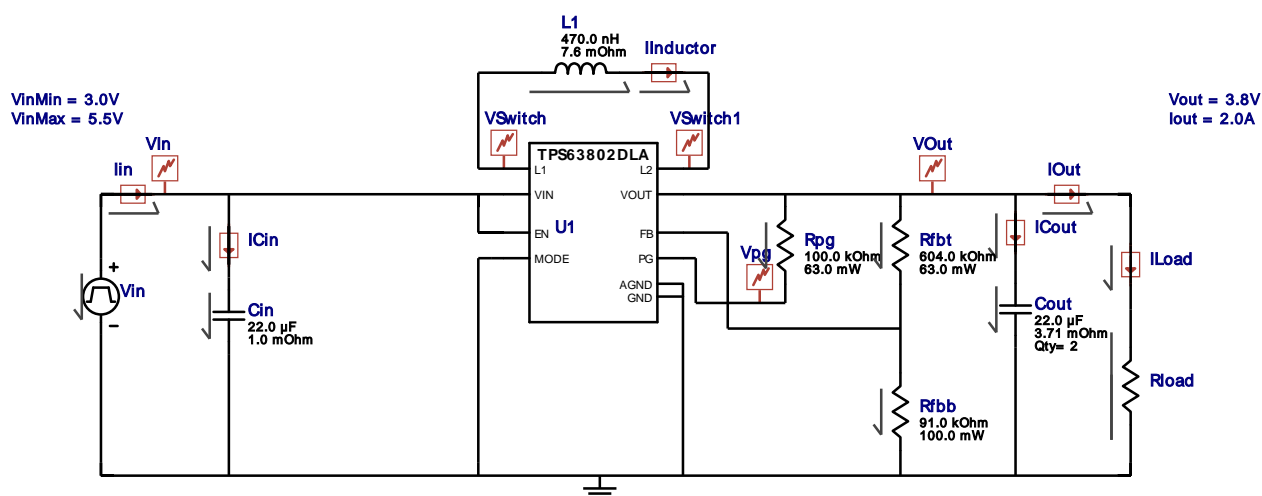 L1
470.0 nH
7.6 mOhm
IInductor
VinMin = 3.0V
VinMax = 5.5V
Vout = 3.8V
Iout = 2.0A
VSwitch
VSwitch1
VIn
Iin
TPS63802DLA
L1
L2
VIN
VOUT
EN
U1
FB
MODE
PG
AGND
GND
VOut
IOut
ICin
Vpg
Rpg
100.0 kOhm
63.0 mW
Rfbt
604.0 kOhm
63.0 mW
ICout
ILoad
+
Vin
–
Cin
22.0 µF
1.0 mOhm
Cout
22.0 µF
3.71 mOhm
Qty= 2
Rload
Rfbb
91.0 kOhm
100.0 mW